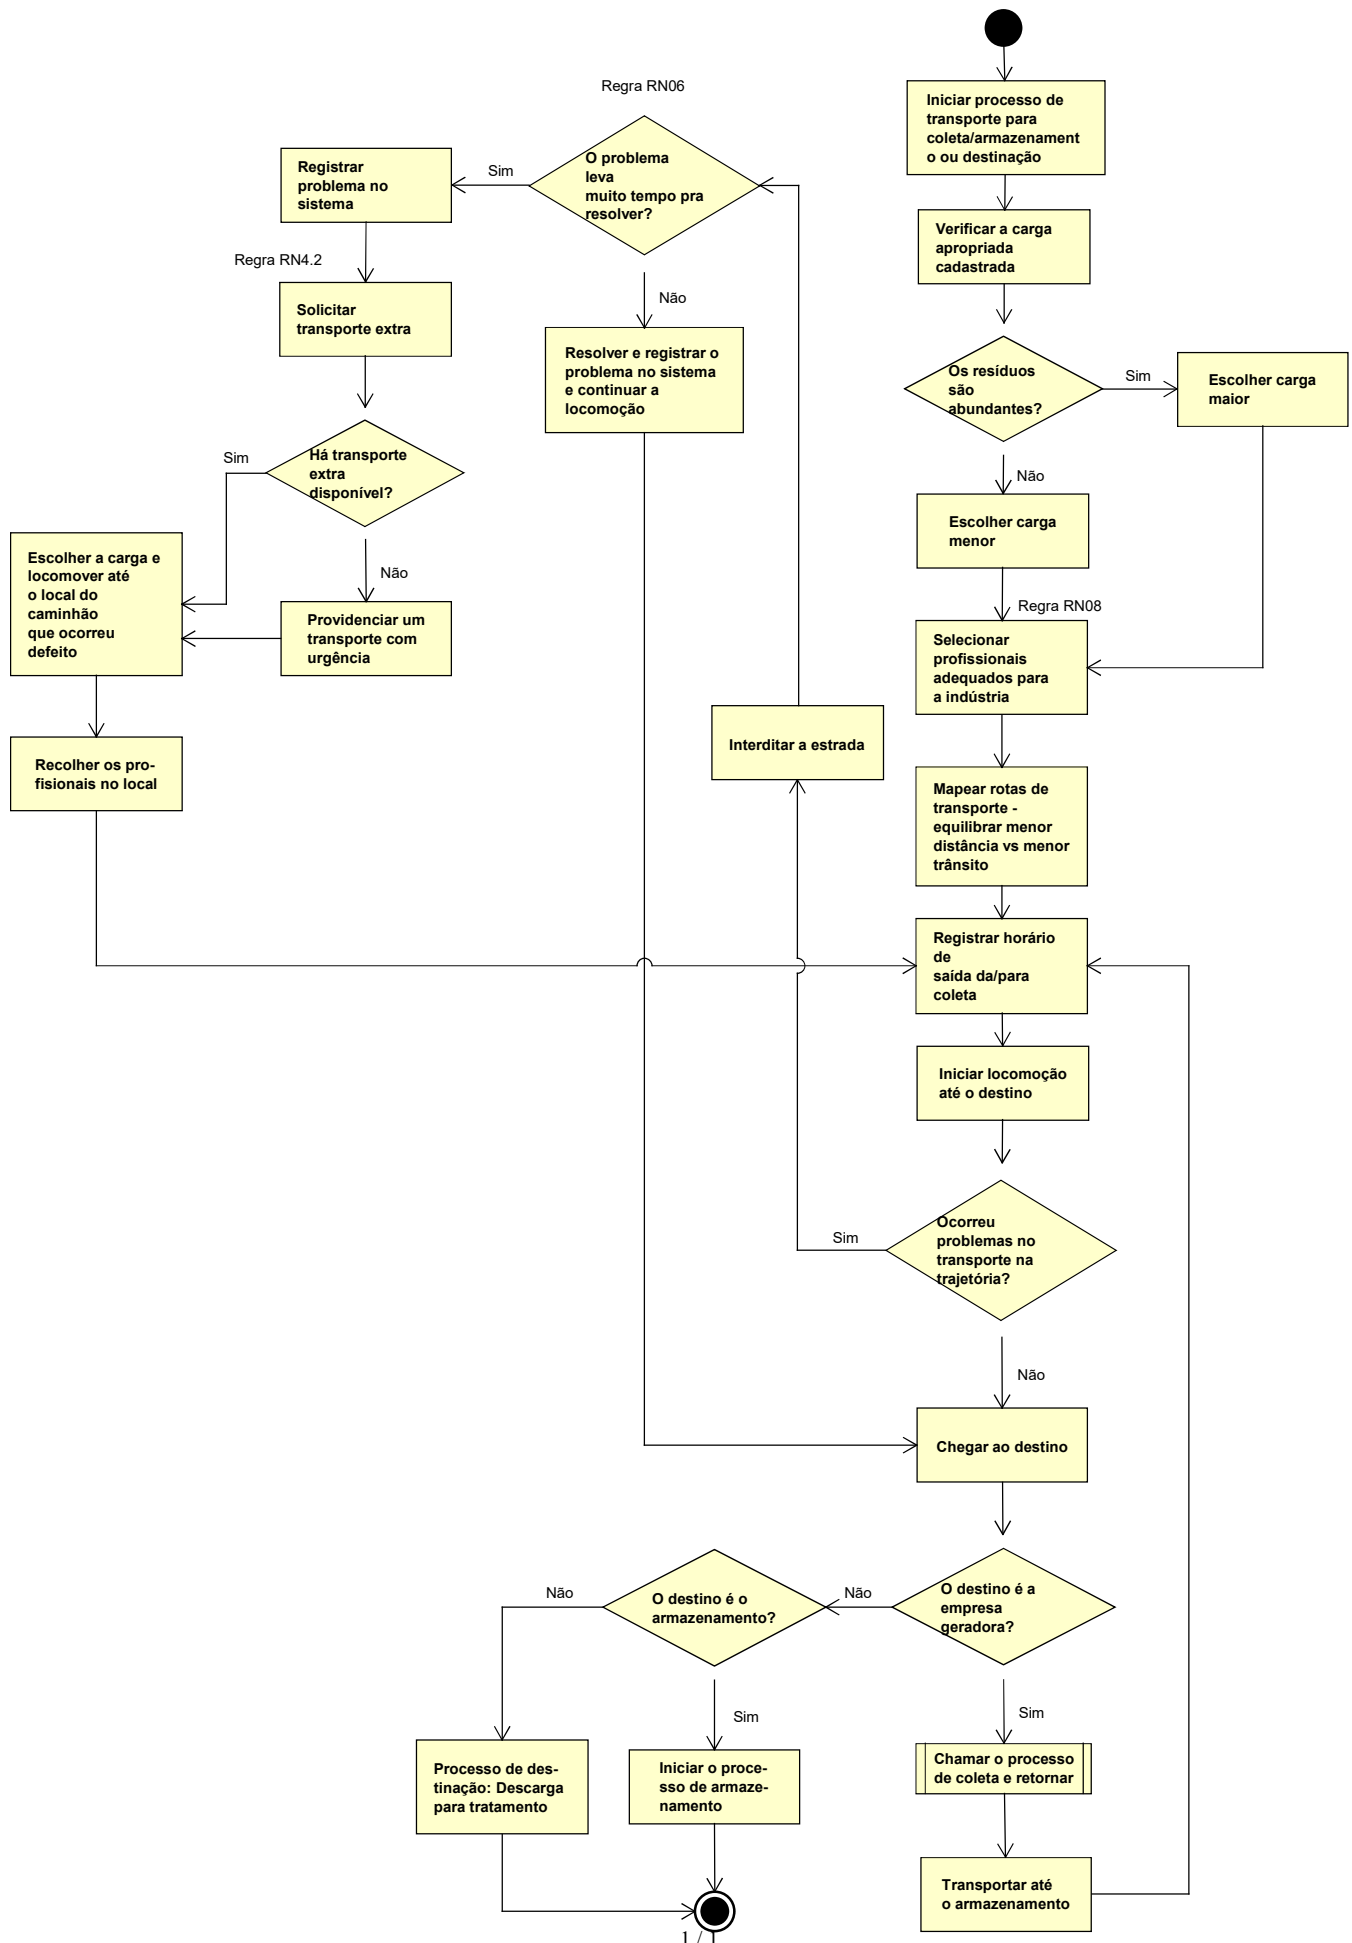 Regra RN06
Iniciar processo de
transporte para
coleta/armazenament
o ou destinação
O problema
leva
muito tempo pra
resolver?
Sim
Registrar
problema no
sistema
Verificar a carga
apropriada
cadastrada
Regra RN4.2
Não
Solicitar
transporte extra
Resolver e registrar o
problema no sistema
e continuar a
locomoção
Os resíduos
são
abundantes?
Sim
Escolher carga
maior
Sim
Há transporte
extra
disponível?
Não
Escolher carga
menor
Escolher a carga e
locomover até
o local do
caminhão
que ocorreu
defeito
Não
Providenciar um
transporte com
urgência
Regra RN08
Selecionar
profissionais
adequados para
a indústria
Recolher os pro-
fisionais no local
Interditar a estrada
Mapear rotas de
transporte -
equilibrar menor
distância vs menor
trânsito
Registrar horário
de
saída da/para
coleta
Iniciar locomoção
até o destino
Sim
Ocorreu
problemas no
transporte na
trajetória?
Não
Chegar ao destino
Não
O destino é o
armazenamento?
Não
O destino é a
empresa
geradora?
Sim
Sim
Processo de des-
tinação: Descarga
para tratamento
Iniciar o proce-
sso de armaze-
namento
Chamar o processo
de coleta e retornar
Transportar até
o armazenamento
1 / 1